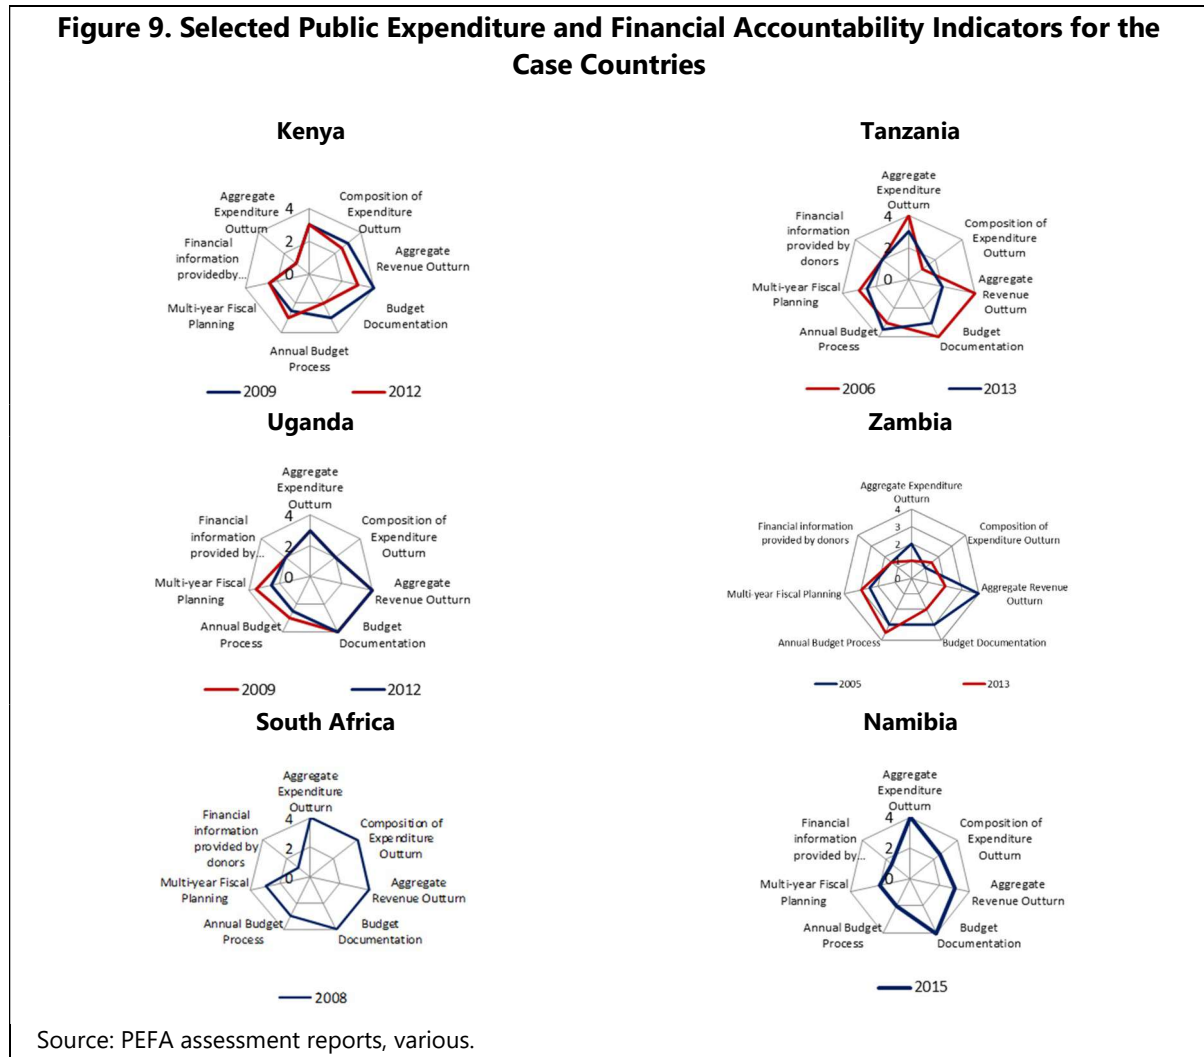 Figure 9. Selected Public Expenditure and Financial Accountability Indicators for the
Case Countries
Kenya
Aggregate
Expenditure
Outturn
Composition of
Expenditure
Outturn
Financial
information
providedby...
Aggregate
Revenue Outturn
Multi-year Fiscal
Planning
Budget
Documentation
Annual Budget
Process
4
2
0
2009
2012
Tanzania
Aggregate
Expenditure
Outturn
Financial
information
provided by
donors
Composition of
Expenditure
Outturn
Multi-year Fiscal
Planning
Aggregate
Revenue
Outturn
Annual Budget
Process
Budget
Documentation
4
2
0
2006
2013
Uganda
Aggregate
Expenditure
Outturn
Financial
information
provided by...
Composition of
Expenditure
Outturn
Multi-year Fiscal
Planning
Aggregate
Revenue Outturn
Annual Budget
Process
Budget
Documentation
4
2
0
2009
2012
Zambia
Aggregate Expenditure
Outturn
Financial information
provided by donors
Composition of
Expenditure Outturn
Multi-year Fiscal Planning
Aggregate Revenue
Outturn
Annual Budget Process
Budget Documentation
4
3
2
1
0
2005
2013
South Africa
Aggregate
Expenditure
Outturn
Financial
information
provided by
donors
Composition of
Expenditure
Outturn
Multi-year Fiscal
Planning
Aggregate
Revenue Outturn
Annual Budget
Process
Budget
Documentation
4
2
0
2008
Namibia
Aggregate
Expenditure
Outturn
Financial
information
provided by...
Composition of
Expenditure
Outturn
Multi-year Fiscal
Planning
Aggregate
Revenue Outturn
Annual Budget
Process
Budget
Documentation
4
2
0
2015
Source: PEFA assessment reports, various.